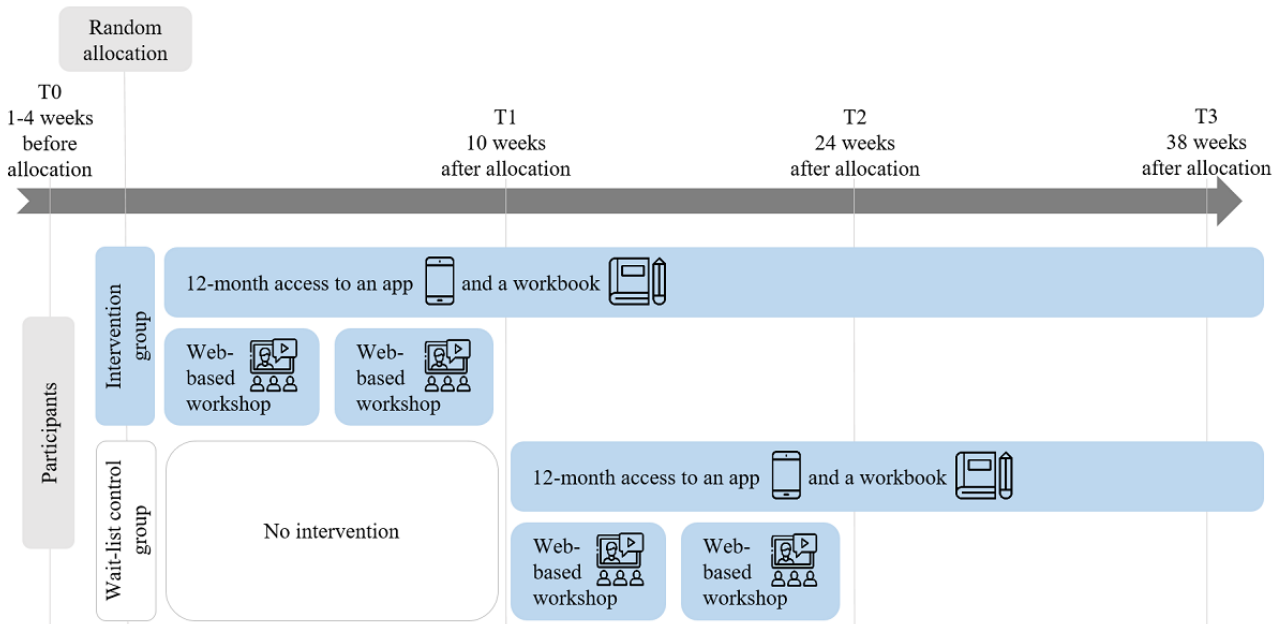 Random
allocation
T0
1-4 weeks
before
allocation
T1
10 weeks
after allocation
T2
24 weeks
after allocation
T3
38 weeks
after allocation
Participants
Intervention
group
12-month access to an app and a workbook
Web-
based
workshop
Web-
based
workshop
Wait-list control
group
No intervention
12-month access to an app and a workbook
Web-
based
workshop
Web-
based
workshop